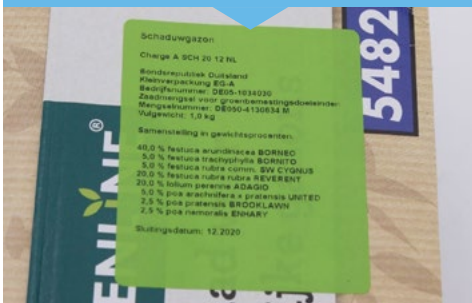 Schaduwgazon
Charge A SCH 20 12 NL
Bondsrepubliek Duitsland
Kleinverpackung EG-A
Bedrijfsnummer: DE05-1034030
Zaadmengsel voor groenbemestingsdoeleinden
Mengselnummer: DE050-4130634 M
Vulgewicht: 1,0 kg
Samenstelling in gewichtsprocenten:
40,0 % festuca arundinacea BORNEO
5,0 % festuca trachyphylla BORNITO
5,0 % festuca rubra comm. SW CYGNUS
20,0 % festuca rubra rubra REVERENT
20,0 % lolium perenne ADAGIO
5,0 % poa arachnifera x pratensis UNITED
2,5 % poa pratensis BROOKLAWN
2,5 % poa nemoralis ENHARY
Sluitingsdatum: 12.2020
5482
ENLINE®